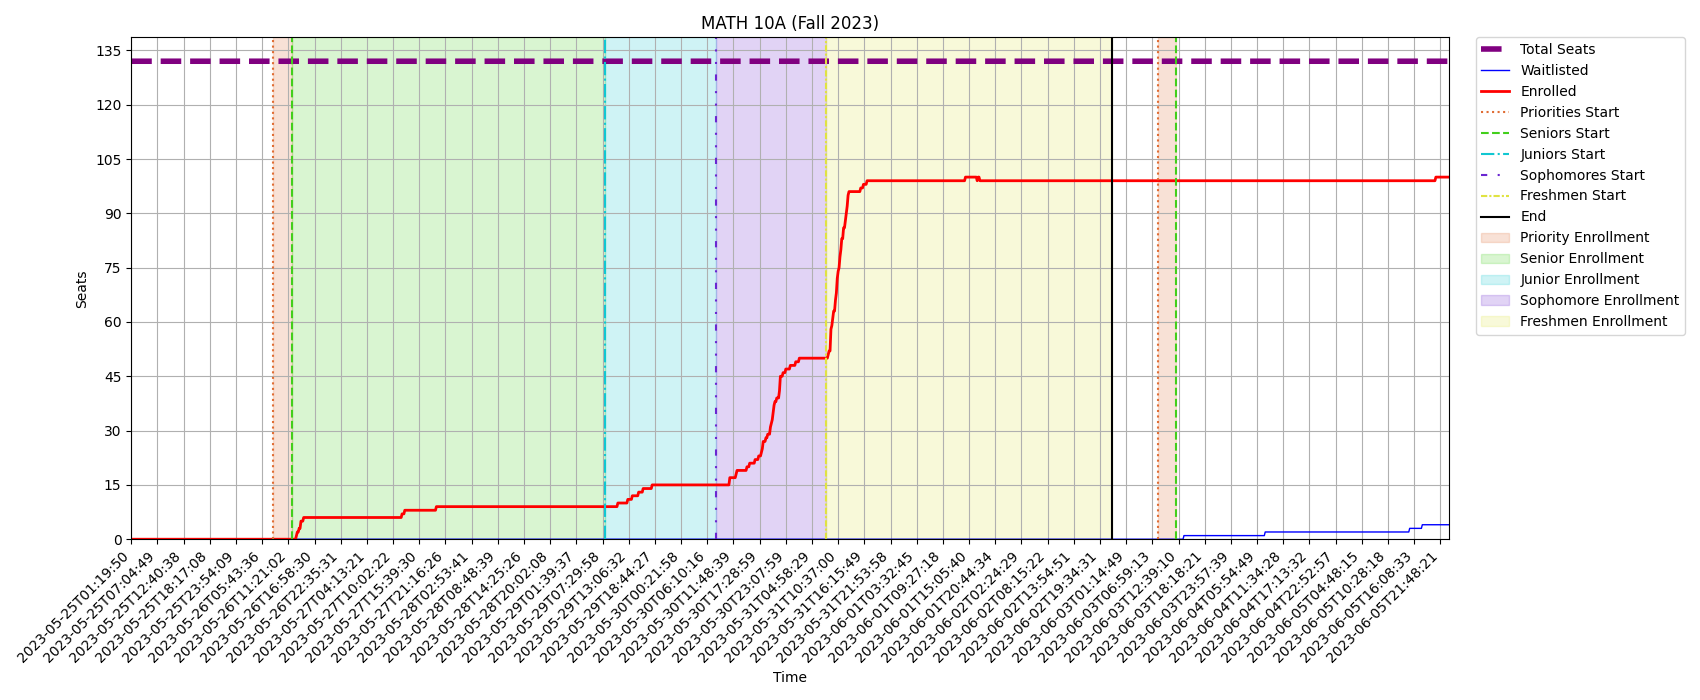 MATH 10A (Fall 2023)
135
120
105
90
75
60
45
30
15
0
Seats
2023-05-25T01:19:50
2023-05-25T07:04:49
2023-05-25T12:40:38
2023-05-25T18:17:08
2023-05-25T23:54:09
2023-05-26T05:43:36
2023-05-26T11:21:02
2023-05-26T16:58:30
2023-05-26T22:35:31
2023-05-27T04:13:21
2023-05-27T10:02:22
2023-05-27T15:39:30
2023-05-27T21:16:26
2023-05-28T02:53:41
2023-05-28T08:48:39
2023-05-28T14:25:26
2023-05-28T20:02:08
2023-05-29T01:39:37
2023-05-29T07:29:58
2023-05-29T13:06:32
2023-05-29T18:44:27
2023-05-30T00:21:58
2023-05-30T06:10:16
2023-05-30T11:48:39
2023-05-30T17:28:59
2023-05-30T23:07:59
2023-05-31T04:58:29
2023-05-31T10:37:00
2023-05-31T16:15:49
2023-05-31T21:53:58
2023-06-01T03:32:45
2023-06-01T09:27:18
2023-06-01T15:05:40
2023-06-01T20:44:34
2023-06-02T02:24:29
2023-06-02T08:15:22
2023-06-02T13:54:51
2023-06-02T19:34:31
2023-06-03T01:14:49
2023-06-03T06:59:13
2023-06-03T12:39:10
2023-06-03T18:18:21
2023-06-03T23:57:39
2023-06-04T05:54:49
2023-06-04T11:34:28
2023-06-04T17:13:32
2023-06-04T22:52:57
2023-06-05T04:48:15
2023-06-05T10:28:18
2023-06-05T16:08:33
2023-06-05T21:48:21
Time
Total Seats
Waitlisted
Enrolled
Priorities Start
Seniors Start
Juniors Start
Sophomores Start
Freshmen Start
End
Priority Enrollment
Senior Enrollment
Junior Enrollment
Sophomore Enrollment
Freshmen Enrollment